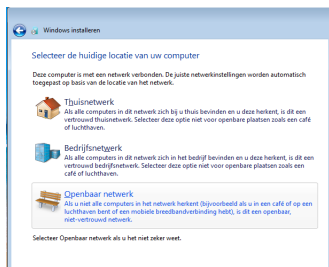 Windows installeren
Selecteer de huidige locatie van uw computer
Deze computer is met een netwerk verbonden. De juiste netwerkinstellingen worden automatisch
toegepast op basis van de locatie van het netwerk.
Thuisnetwerk
Als alle computers in dit netwerk zich bij u thuis bevinden en u deze herkent, is dit een
vertrouwd thuisnetwerk. Selecteer deze optie niet voor openbare plaatsen zoals een café
of luchthaven.
Bedrijfsnetwerk
Als alle computers in dit netwerk zich in het bedrijf bevinden en u deze herkent, is dit een
vertrouwd bedrijfsnetwerk. Selecteer deze optie niet voor openbare plaatsen zoals een
café of luchthaven.
Openbaar netwerk
Als u niet alle computers in het netwerk herkent (bijvoorbeeld als u in een café of op een
luchthaven bent of een mobiele breedbandverbinding hebt), is dit een openbaar,
niet-vertrouwd netwerk.
Selecteer Openbaar netwerk als u het niet zeker weet.